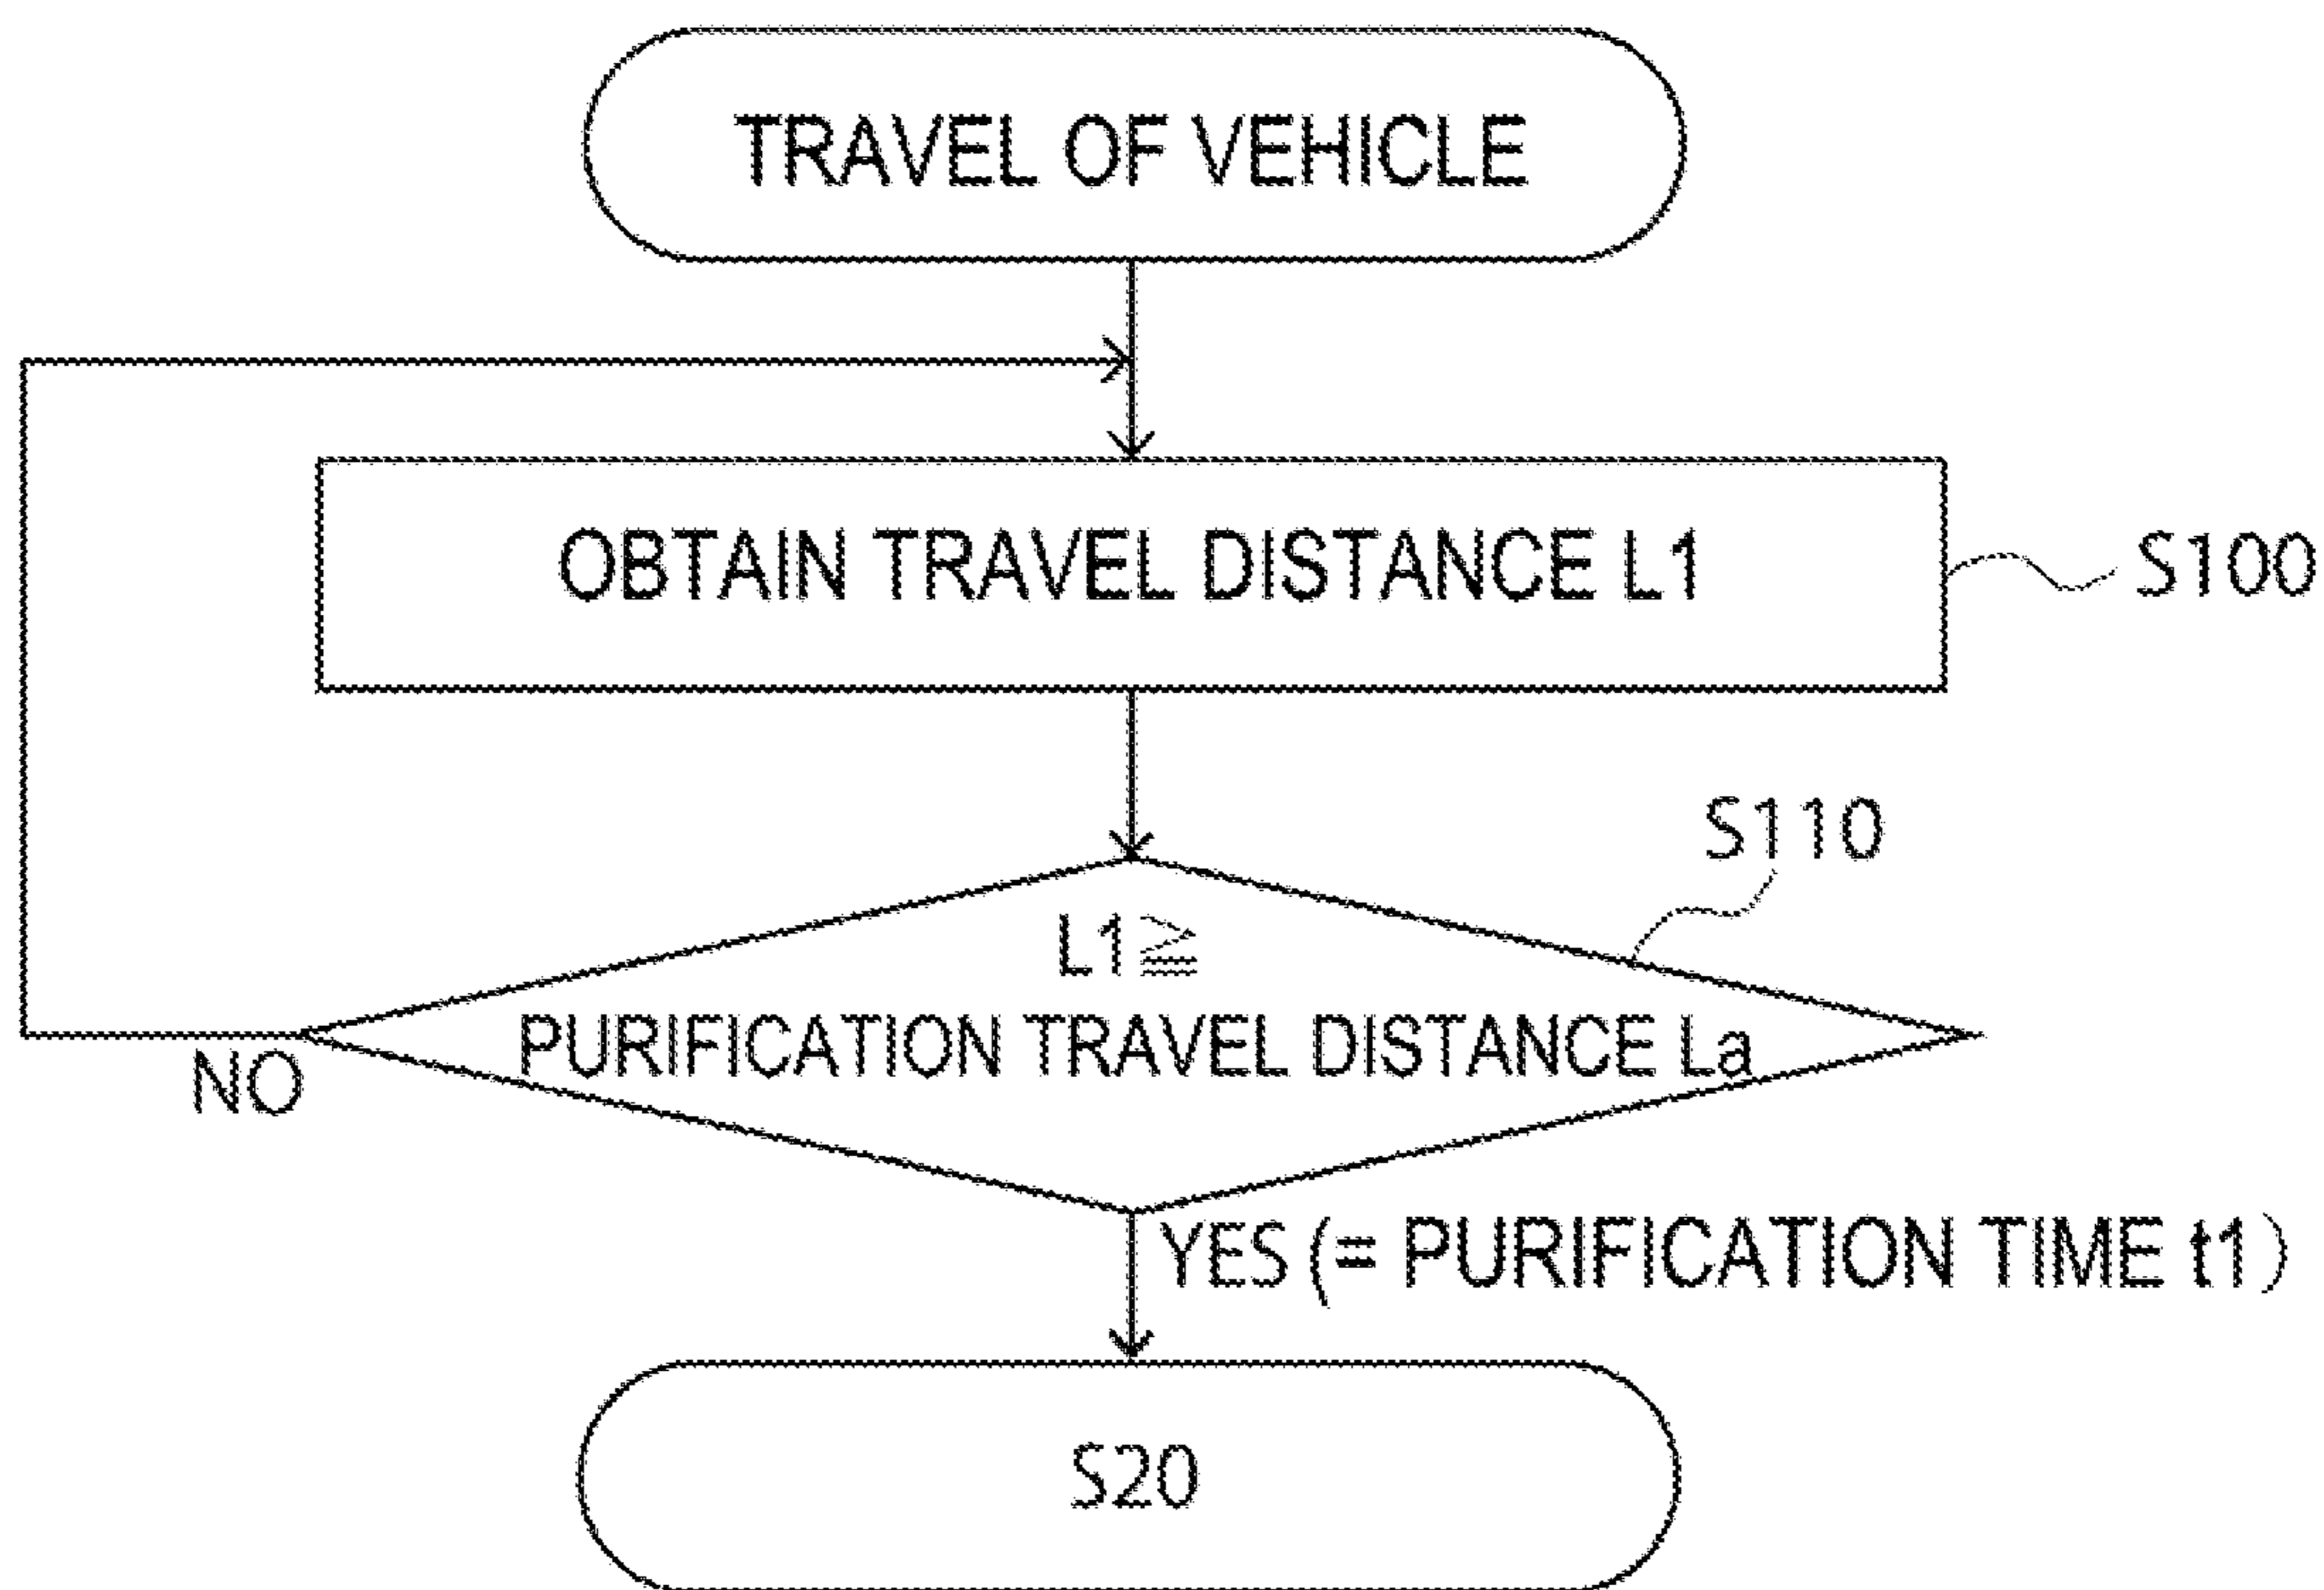 TRAVEL OF VEHICLE
OBTAIN TRAVEL DISTANCE L1
S100
S110
L1≧
PURIFICATION TRAVEL DISTANCE La
NO
YES (= PURIFICATION TIME t1)
S20